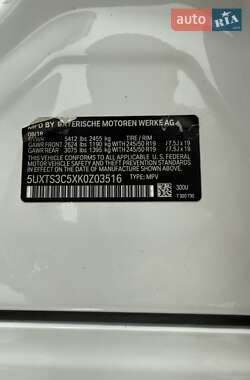 AUTO RIA
MFD BY BAYERISCHE MOTOREN WERKE AG
09/18
5412 lbs 2455 kg TIRE / RIM
GAWR FRONT 2624 lbs 1190 kg WITH 245/50 R19 /7.5J x 19
GAWR REAR 3075 lbs 1395 kg WITH 245/50 R19 /7.5J x 19
THIS VEHICLE CONFORMS TO ALL APPLICABLE U.S. FEDERAL
MOTOR VEHICLE SAFETY, BUMPER AND THEFT PREVENTION
STANDARDS IN EFFECT ON THE DATE OF MANUFACTURE SHOWN ABOVE
5UXTS3C5XK0Z03516 TYPE: MPV
300U